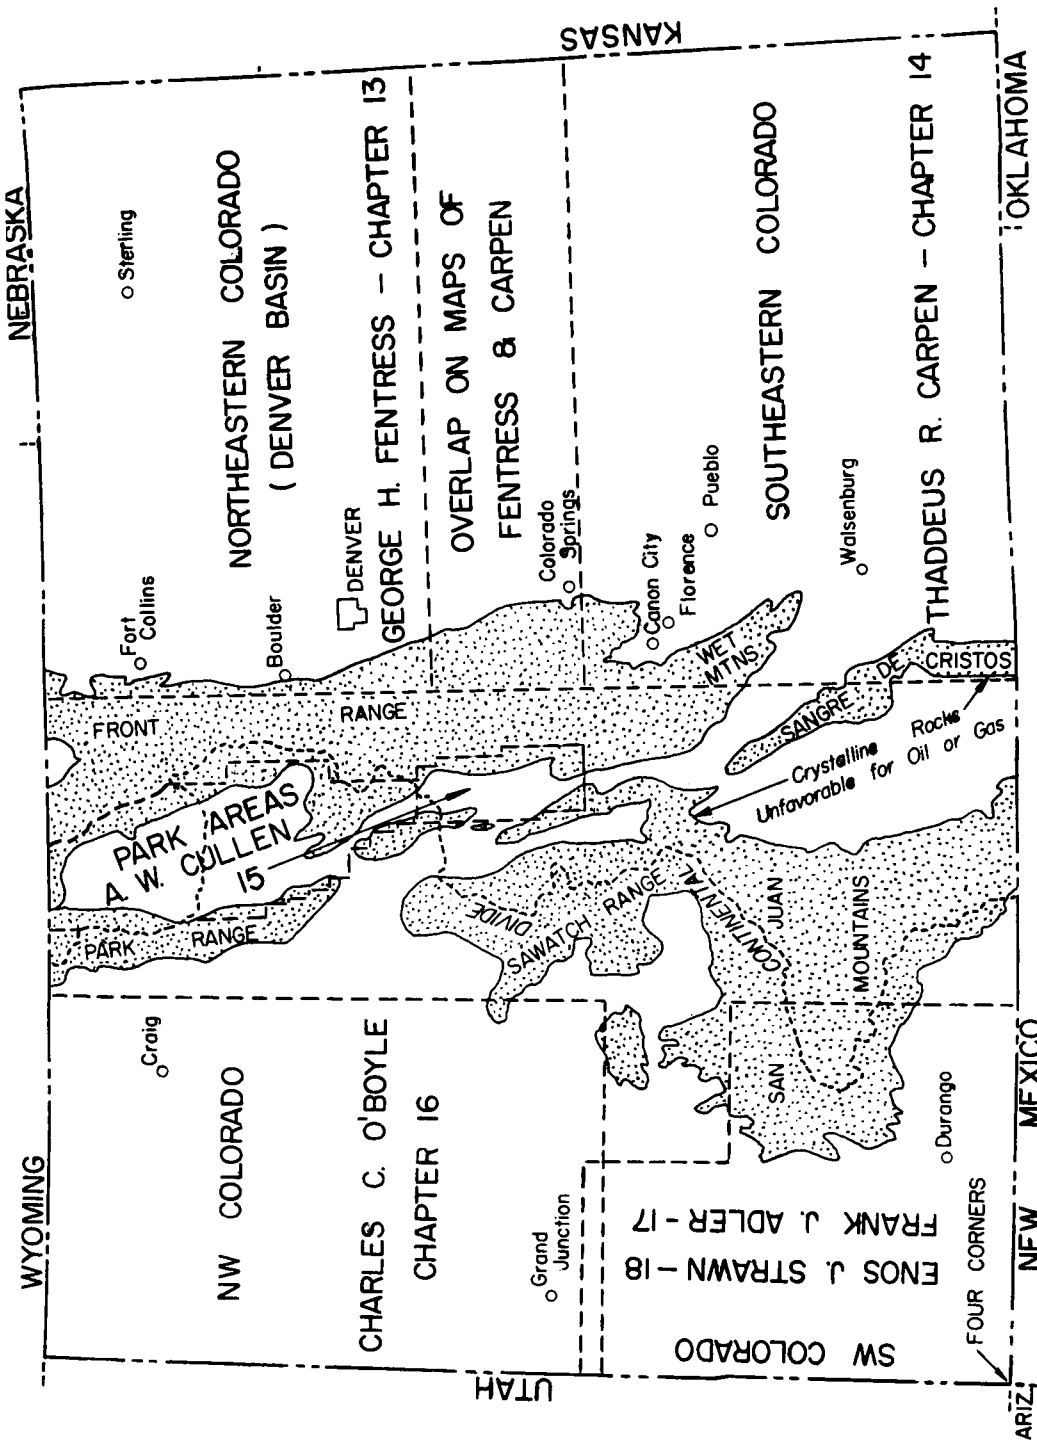 WYOMING
NEBRASKA
Craig
Fort
Collins
Sterling
NW COLORADO
PARK RANGE
PARK AREAS
A. W. CULLEN
15
FRONT RANGE
Boulder
DENVER
NORTHEASTERN COLORADO
( DENVER BASIN )
GEORGE H. FENTRESS - CHAPTER 13
CHARLES C. O'BOYLE
CHAPTER 16
OVERLAP ON MAPS OF
FENTRESS & CARPEN
KANSAS
UTAH
Grand
Junction
CONTINENTAL DIVIDE
SAWATCH RANGE
Colorado
Springs
Canon City
Florence
Pueblo
WET
MTNS
SOUTHEASTERN COLORADO
Walsenburg
THADDEUS R. CARPEN - CHAPTER 14
SANGRE DE CRISTOS
Crystalline Rocks
Unfavorable for Oil or Gas
SAN JUAN
MOUNTAINS
Durango
FRANK J. ADLER - 17
ENOS J. STRAWN - 18
SW COLORADO
FOUR CORNERS
ARIZ.
NEW MEXICO
OKLAHOMA